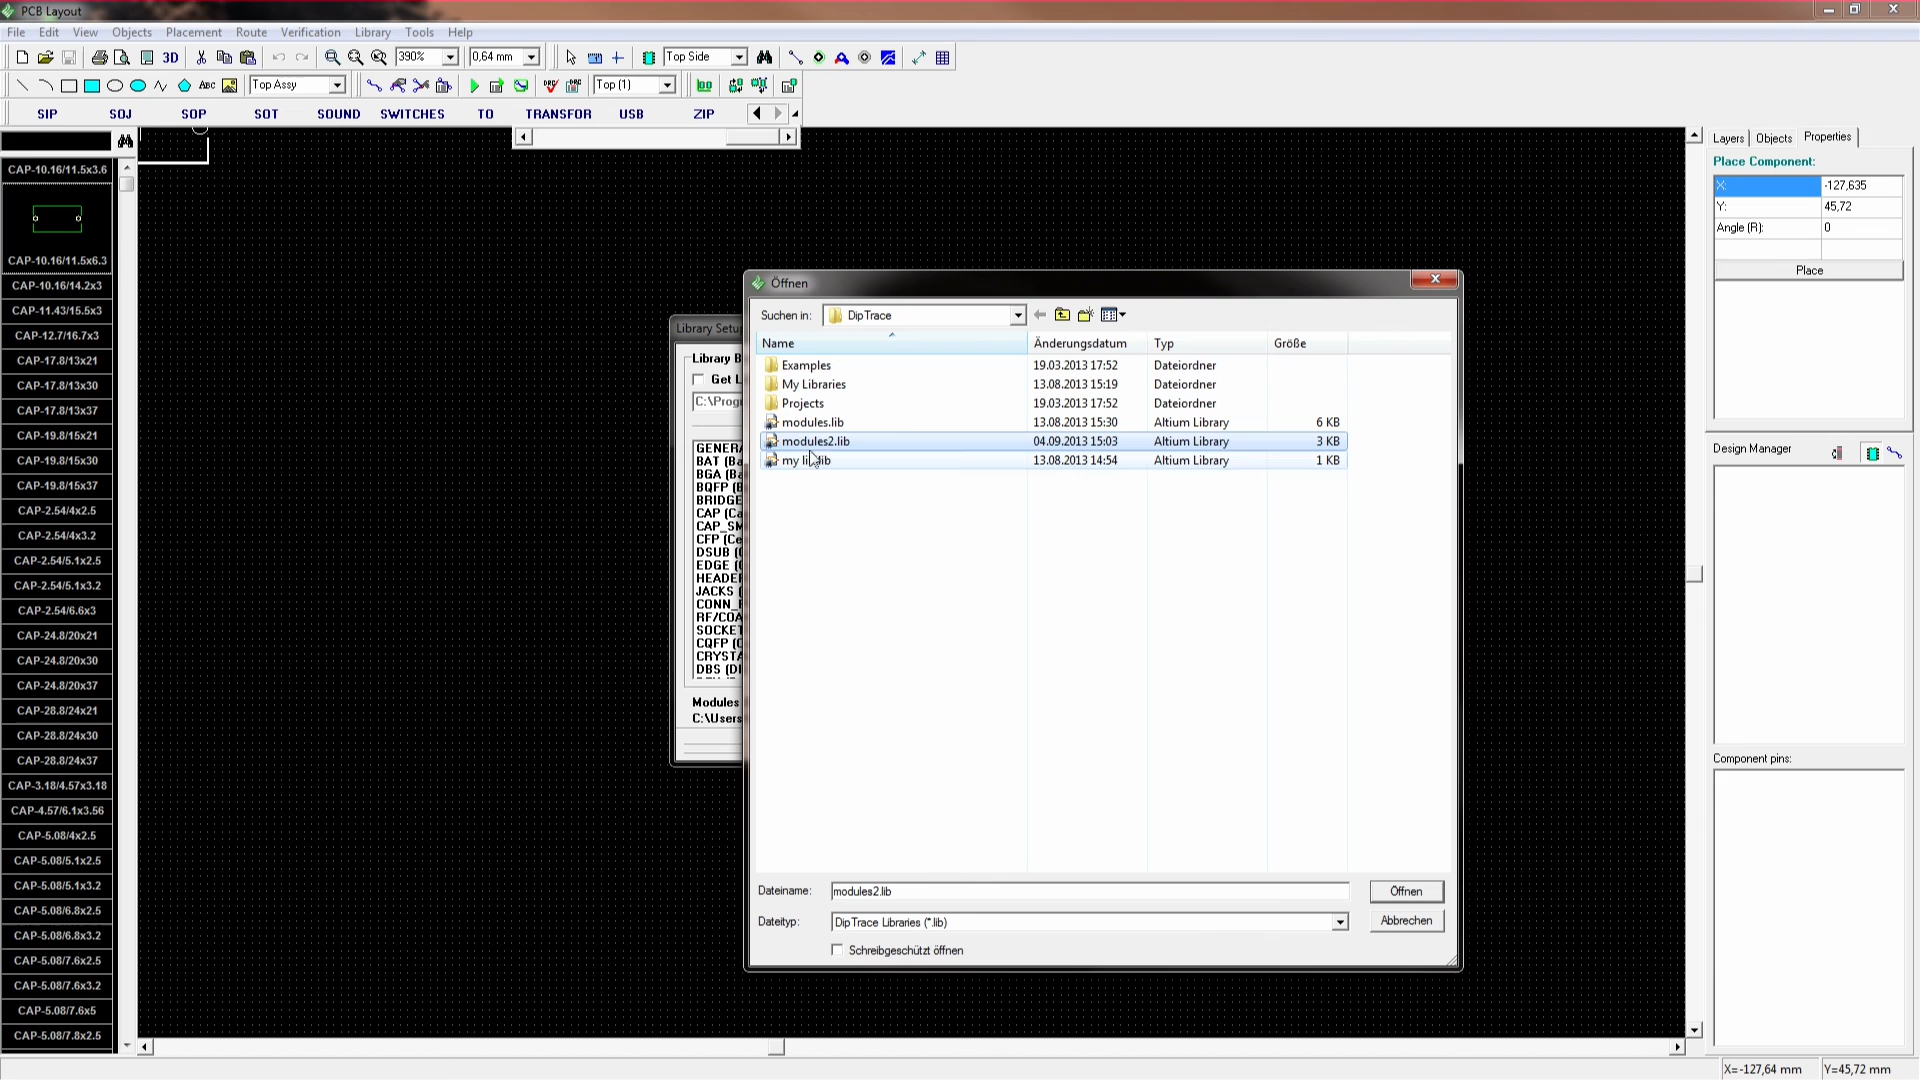 PCB Layout
File Edit View Objects Placement Route Verification Library Tools Help
3D 390% 0,64 mm Top Side
Abc Top Assy Top (1)
SIP SOJ SOP SOT SOUND SWITCHES TO TRANSFOR USB ZIP
CAP-10.16/11.5x3.6
CAP-10.16/11.5x6.3
CAP-10.16/14.2x3
CAP-11.43/15.5x3
CAP-12.7/16.7x3
CAP-17.8/13x21
CAP-17.8/13x30
CAP-17.8/13x37
CAP-19.8/15x21
CAP-19.8/15x30
CAP-19.8/15x37
CAP-2.54/4x2.5
CAP-2.54/4x3.2
CAP-2.54/5.1x2.5
CAP-2.54/5.1x3.2
CAP-2.54/6.6x3
CAP-24.8/20x21
CAP-24.8/20x30
CAP-24.8/20x37
CAP-28.8/24x21
CAP-28.8/24x30
CAP-28.8/24x37
CAP-3.18/4.57x3.18
CAP-4.57/6.1x3.56
CAP-5.08/4x2.5
CAP-5.08/5.1x2.5
CAP-5.08/5.1x3.2
CAP-5.08/6.8x2.5
CAP-5.08/6.8x3.2
CAP-5.08/7.6x2.5
CAP-5.08/7.6x3.2
CAP-5.08/7.6x5
CAP-5.08/7.8x2.5
Library Setup
Library B
Get L
C:\Progr
GENERA
BAT (Ba
BGA (Ba
BQFP (B
BRIDGE
CAP (Ca
CAP_SM
CFP (Ce
DSUB (
EDGE (
HEADER
JACKS (
CONN_
RF/COA
SOCKET
CQFP (C
CRYSTA
DBS (DI
Modules
C:\Users
Öffnen
Suchen in: DipTrace
Name Änderungsdatum Typ Größe
Examples 19.03.2013 17:52 Dateiordner
My Libraries 13.08.2013 15:19 Dateiordner
Projects 19.03.2013 17:52 Dateiordner
modules.lib 13.08.2013 15:30 Altium Library 6 KB
modules2.lib 04.09.2013 15:03 Altium Library 3 KB
my lib 13.08.2013 14:54 Altium Library 1 KB
Dateiname: modules2.lib Öffnen
Dateityp: DipTrace Libraries (*.lib) Abbrechen
Schreibgeschützt öffnen
Layers Objects Properties
Place Component:
X: -127,635
Y: 45,72
Angle (R): 0
Place
Design Manager
Component pins:
X=-127,64 mm Y=45,72 mm